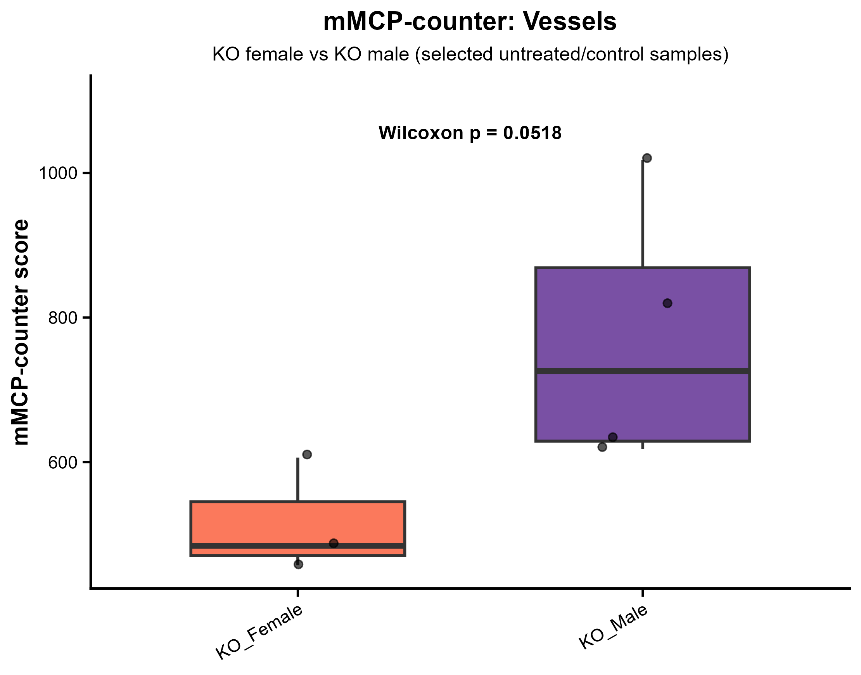 mMCP-counter: Vessels
KO female vs KO male (selected untreated/control samples)
Wilcoxon p = 0.0518
mMCP-counter score
1000
800
600
KO_Female
KO_Male